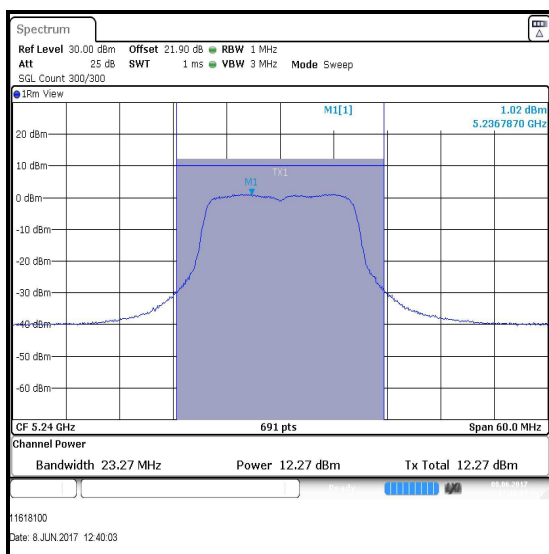 Spectrum
Ref Level 30.00 dBm Offset 21.90 dB RBW 1 MHz
Att 25 dB SWT 1 ms VBW 3 MHz Mode Sweep
SGL Count 300/300
1Rm View
M1[1] 1.02 dBm
5.2367870 GHz
20 dBm
10 dBm
TX1
M1
0 dBm
-10 dBm
-20 dBm
-30 dBm
-40 dBm
-50 dBm
-60 dBm
CF 5.24 GHz 691 pts Span 60.0 MHz
Channel Power
Bandwidth 23.27 MHz Power 12.27 dBm Tx Total 12.27 dBm
Ready 08.06.2017
11618100
Date: 8.JUN.2017 12:40:03